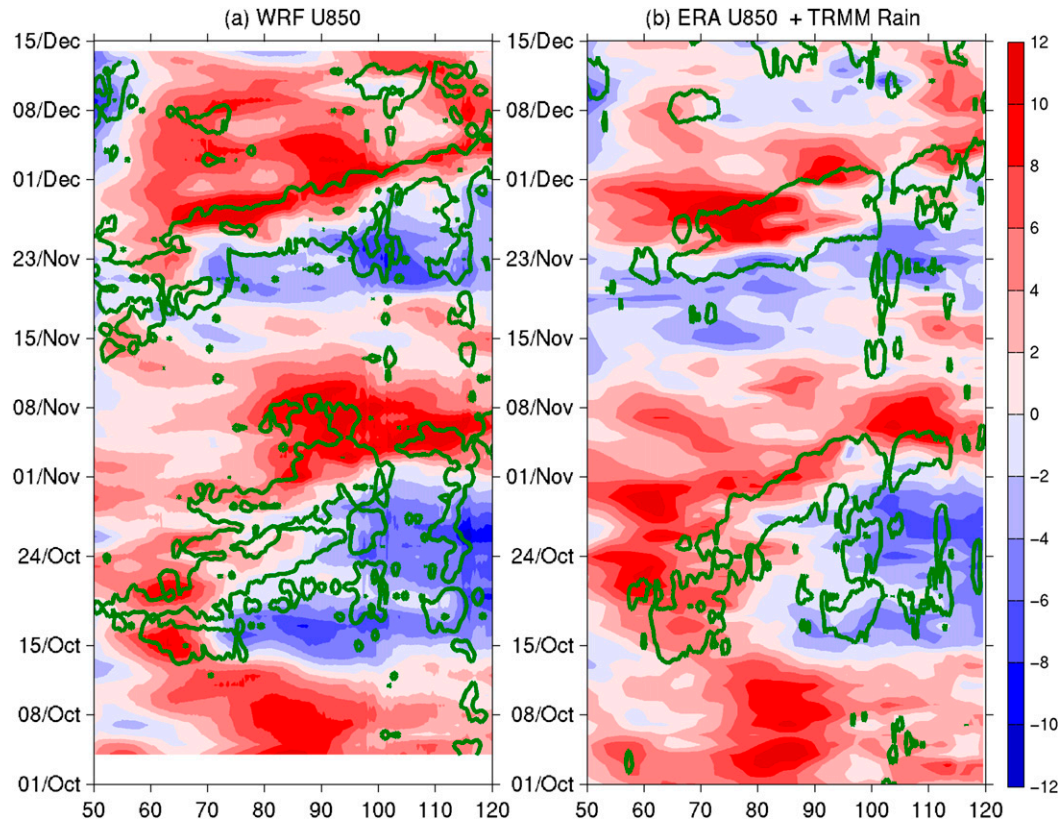 (a) WRF U850
(b) ERA U850 + TRMM Rain
15/Dec
08/Dec
01/Dec
23/Nov
15/Nov
08/Nov
01/Nov
24/Oct
15/Oct
08/Oct
01/Oct
50 60 70 80 90 100 110 120
15/Dec
08/Dec
01/Dec
23/Nov
15/Nov
08/Nov
01/Nov
24/Oct
15/Oct
08/Oct
01/Oct
50 60 70 80 90 100 110 120
12
10
8
6
4
2
0
-2
-4
-6
-8
-10
-12